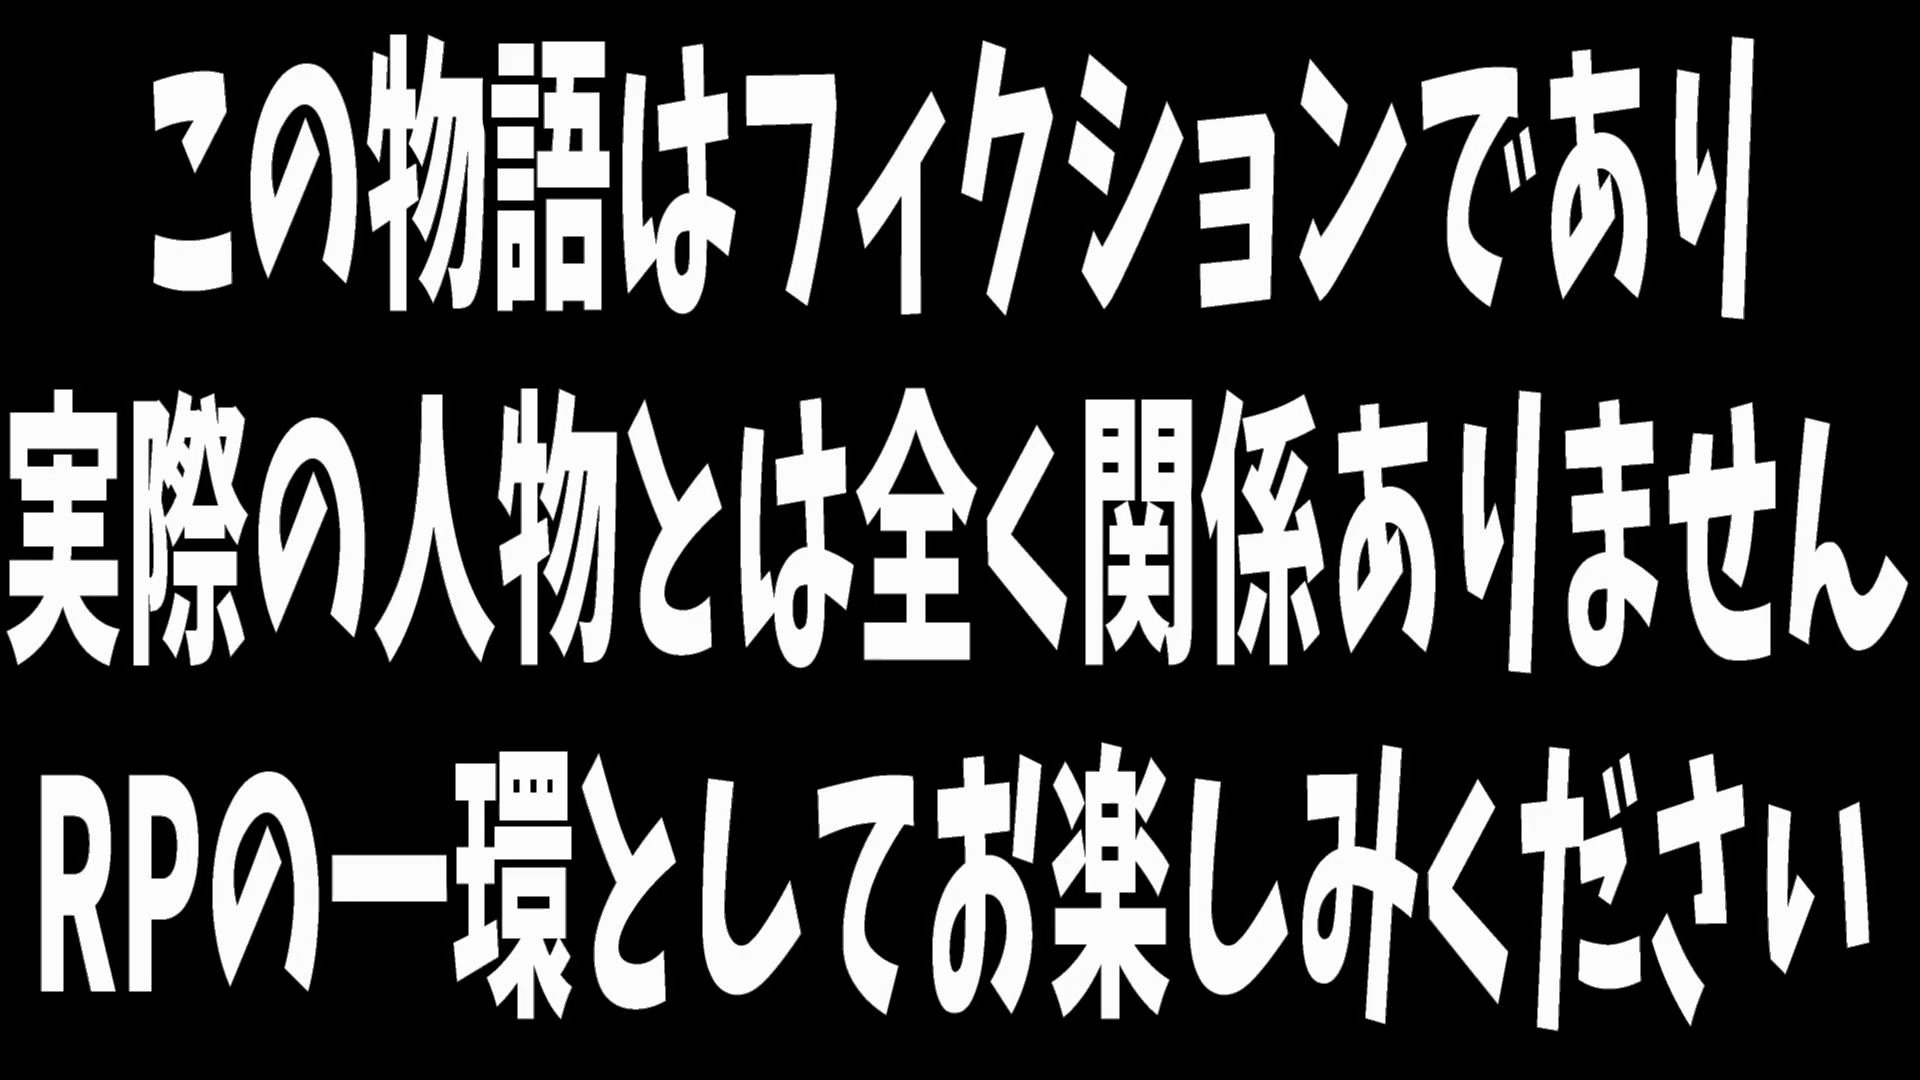 この物語はフィクションであり
実際の人物とは全く関係ありません
RPの一環としてお楽しみください